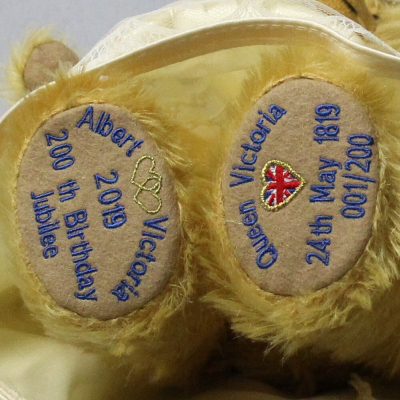 Albert Victoria
2019
200 th Birthday
Jubilee
Queen Victoria
24th May 1819
001/200